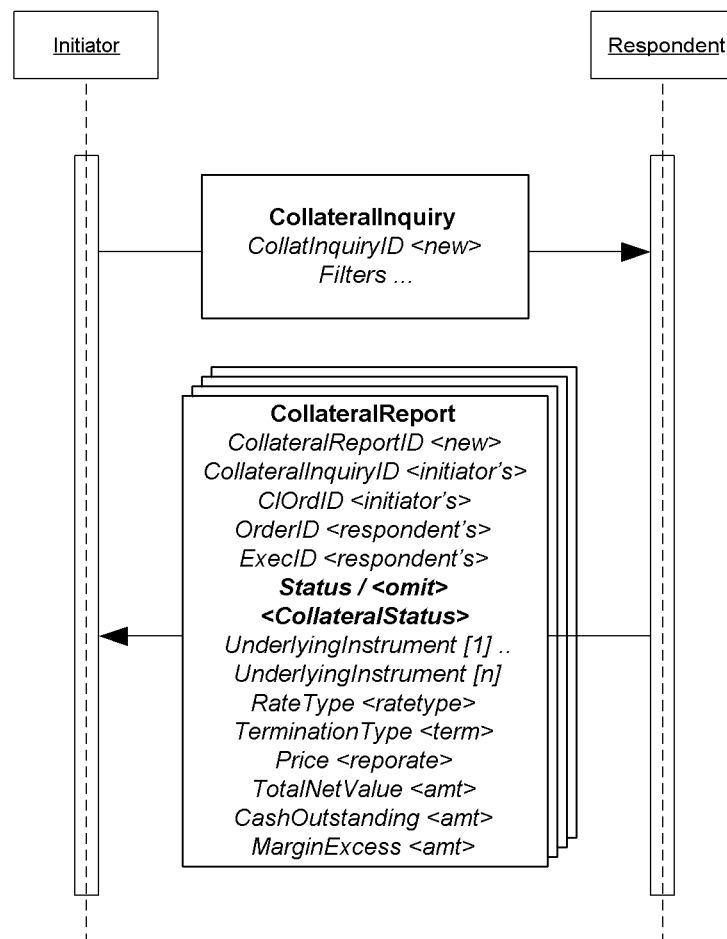 Initiator
Respondent
CollateralInquiry
CollatInquiryID <new>
Filters ...
CollateralReport
CollateralReportID <new>
CollateralInquiryID <initiator's>
ClOrdID <initiator's>
OrderID <respondent's>
ExecID <respondent's>
Status / <omit>
<CollateralStatus>
UnderlyingInstrument [1] ..
UnderlyingInstrument [n]
RateType <ratetype>
TerminationType <term>
Price <reporate>
TotalNetValue <amt>
CashOutstanding <amt>
MarginExcess <amt>